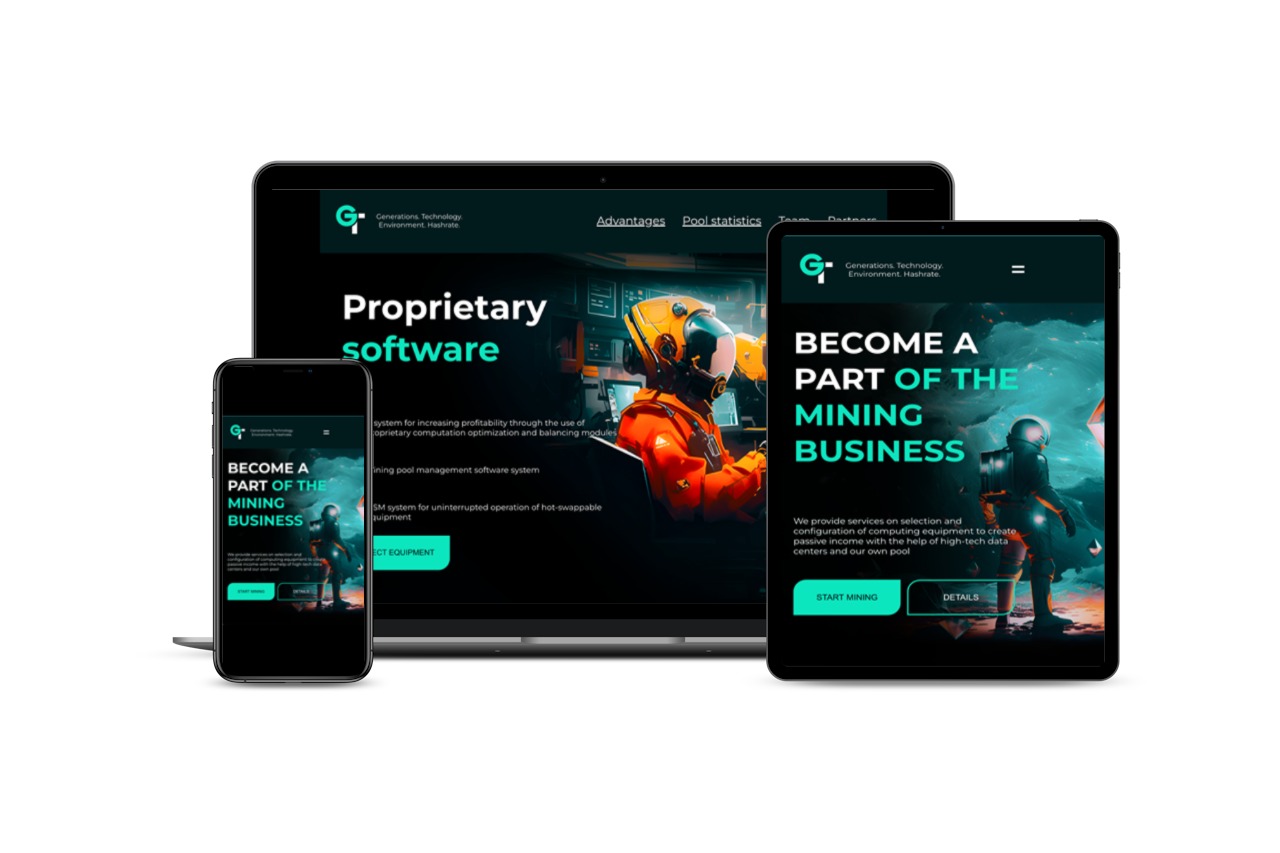 GT
Generations. Technology.
Environment. Hashrate.
Advantages Pool statistics Team Partners
Proprietary
software
system for increasing profitability through the use of
oprietary computation optimization and balancing modules
ining pool management software system
SM system for uninterrupted operation of hot-swappable
quipment
ECT EQUIPMENT
GT
Generations. Technology.
Environment. Hashrate.
BECOME A
PART OF THE
MINING
BUSINESS
We provide services on selection and
configuration of computing equipment to create
passive income with the help of high-tech data
centers and our own pool
START MINING DETAILS
GT
Generations. Technology.
Environment. Hashrate.
BECOME A
PART OF THE
MINING
BUSINESS
We provide services on selection and
configuration of computing equipment to create
passive income with the help of high-tech data
centers and our own pool
START MINING DETAILS